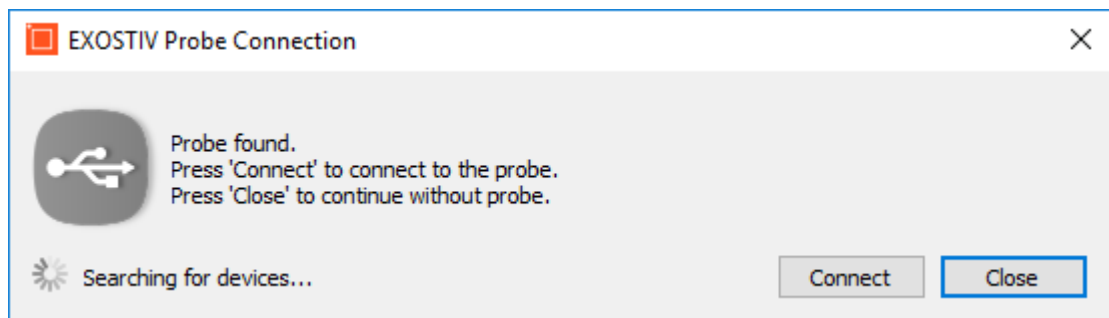 EXOSTIV Probe Connection
Probe found.
Press 'Connect' to connect to the probe.
Press 'Close' to continue without probe.
Searching for devices...
Connect
Close